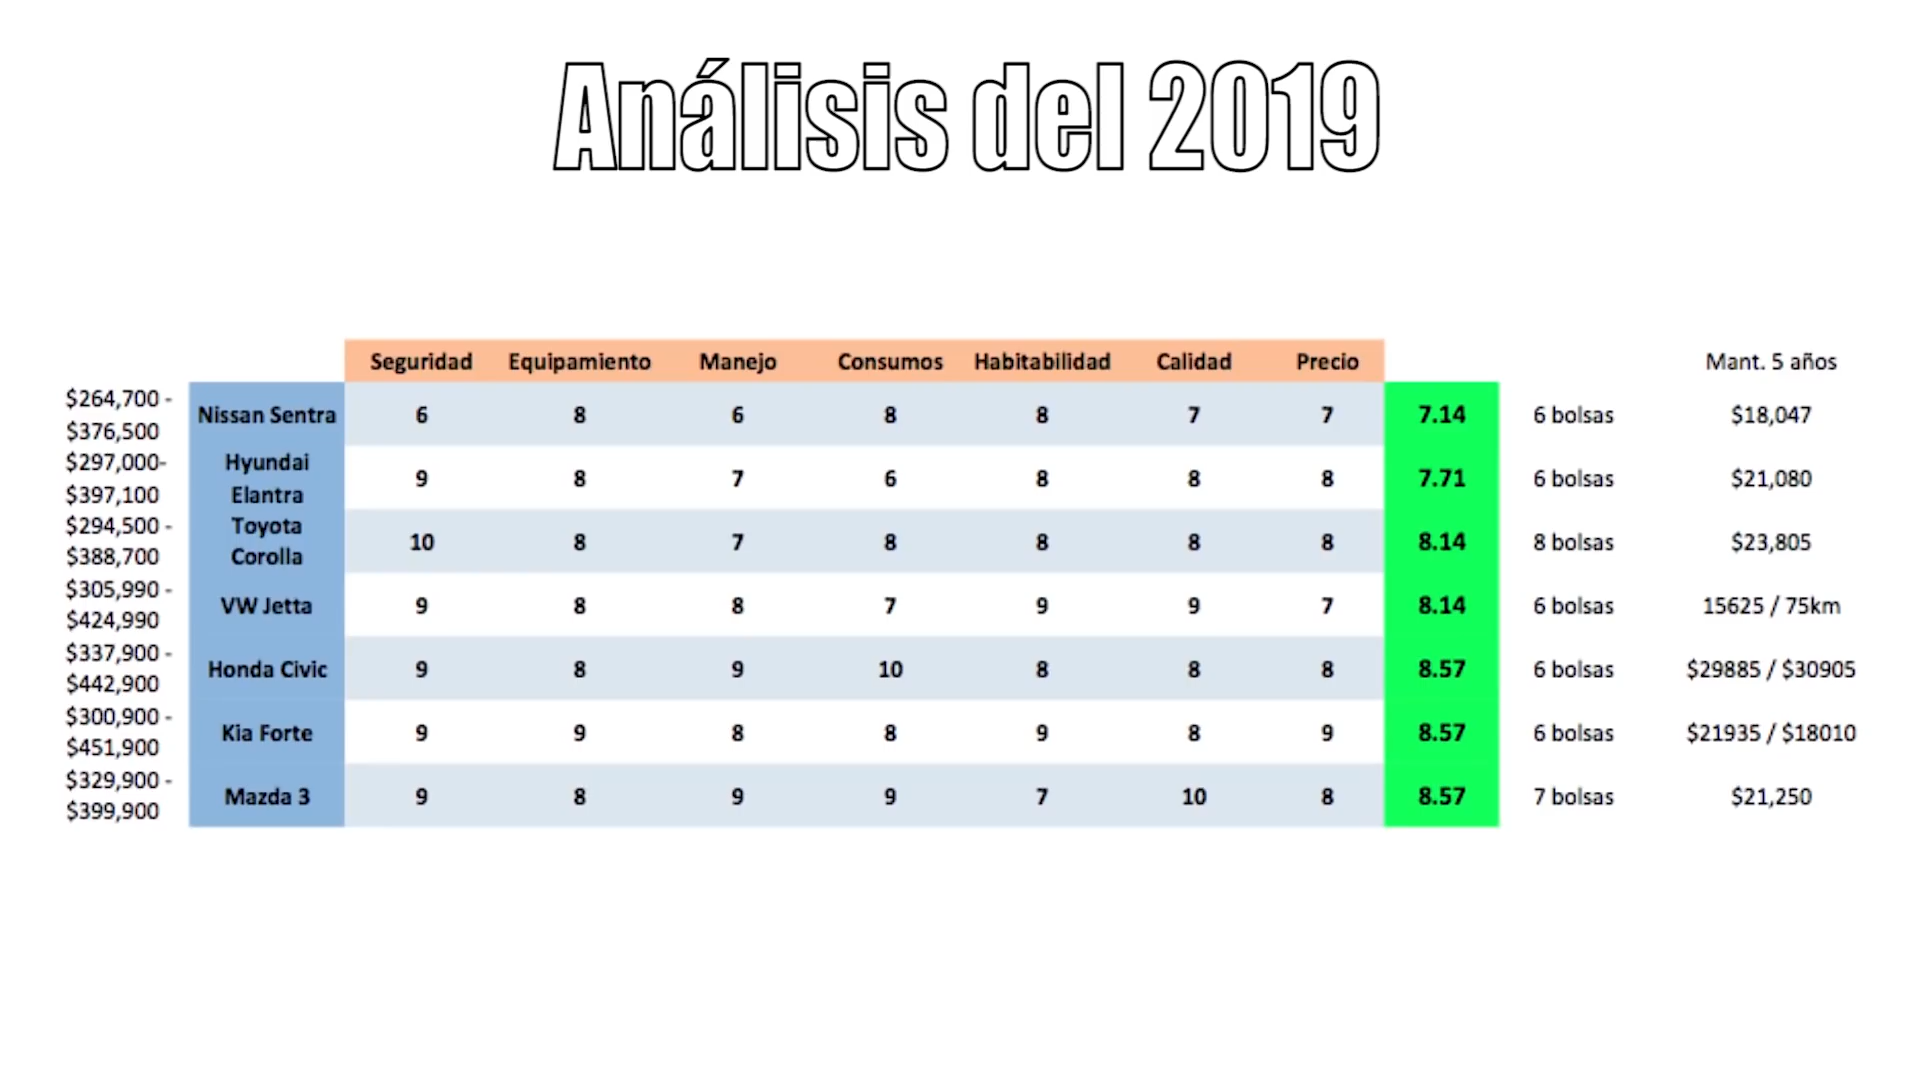 Análisis del 2019
Seguridad Equipamiento Manejo Consumos Habitabilidad Calidad Precio Mant. 5 años
$264,700 -
$376,500
Nissan Sentra 6 8 6 8 8 7 7 7.14 6 bolsas $18,047
$297,000-
$397,100
Hyundai
Elantra
9 8 7 6 8 8 8 7.71 6 bolsas $21,080
$294,500 -
$388,700
Toyota
Corolla
10 8 7 8 8 8 8 8.14 8 bolsas $23,805
$305,990 -
$424,990
VW Jetta 9 8 8 7 9 9 7 8.14 6 bolsas 15625 / 75km
$337,900 -
$442,900
Honda Civic 9 8 9 10 8 8 8 8.57 6 bolsas $29885 / $30905
$300,900 -
$451,900
Kia Forte 9 9 8 8 9 8 9 8.57 6 bolsas $21935 / $18010
$329,900 -
$399,900
Mazda 3 9 8 9 9 7 10 8 8.57 7 bolsas $21,250